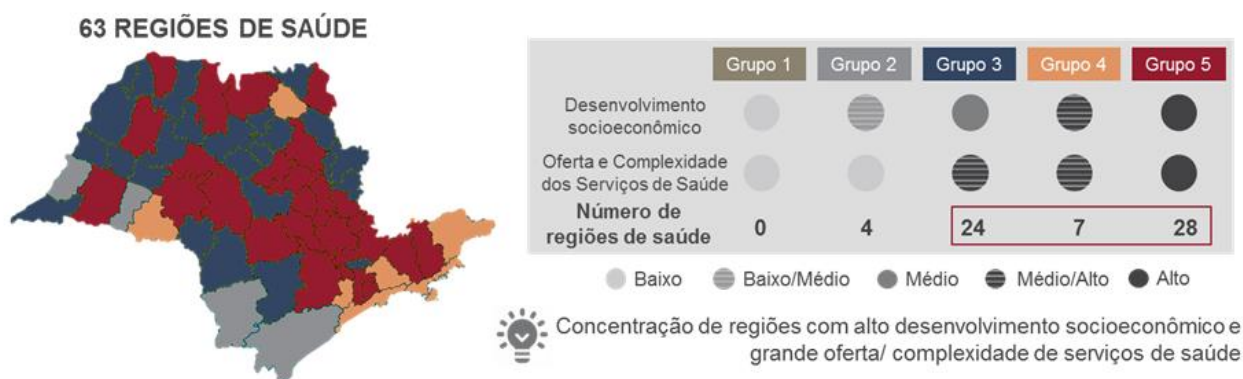 63 REGIÕES DE SAÚDE
Grupo 1 Grupo 2 Grupo 3 Grupo 4 Grupo 5
Desenvolvimento
socioeconômico
Oferta e Complexidade
dos Serviços de Saúde
Número de
regiões de saúde
0 4 24 7 28
Baixo Baixo/Médio Médio Médio/Alto Alto
Concentração de regiões com alto desenvolvimento socioeconômico e
grande oferta/ complexidade de serviços de saúde